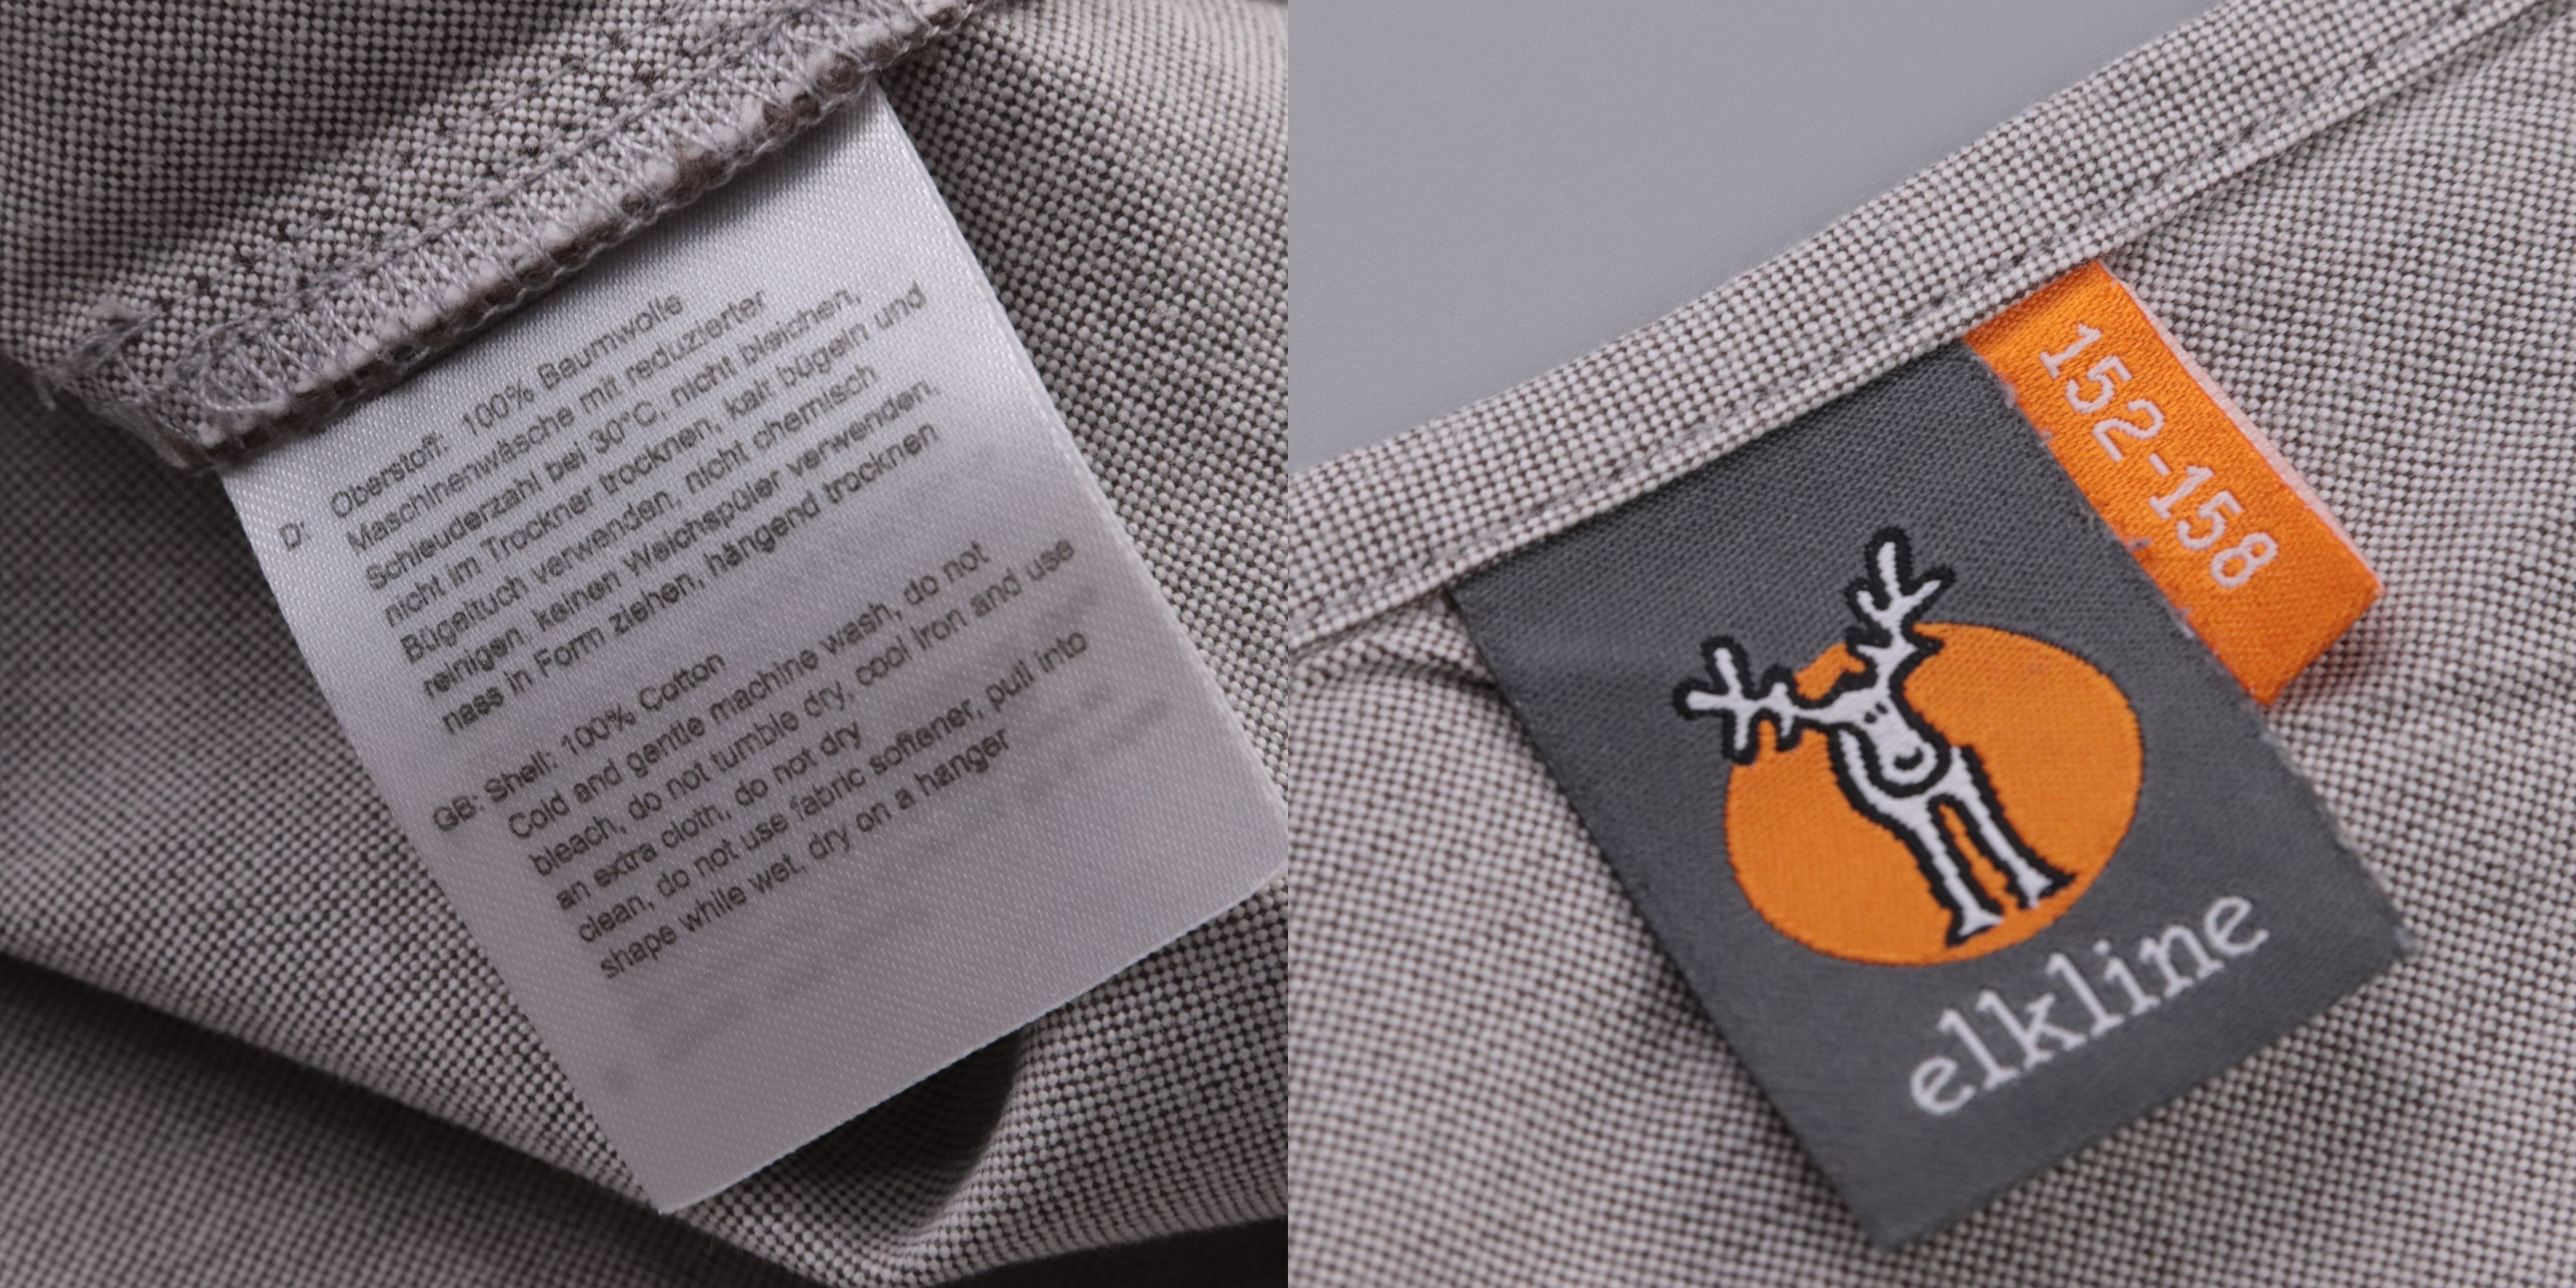 D: Oberstoff: 100% Baumwolle
Maschinenwäsche mit reduzierter
Schleuderzahl bei 30°C, nicht bleichen,
nicht im Trockner trocknen, kalt bügeln und
Bügeltuch verwenden, nicht chemisch
reinigen, keinen Weichspüler verwenden,
nass in Form ziehen, hängend trocknen
GB: Shell: 100% Cotton
Cold and gentle machine wash, do not
bleach, do not tumble dry, cool iron and use
an extra cloth, do not dry
clean, do not use fabric softener, pull into
shape while wet, dry on a hanger
152-158
elkline